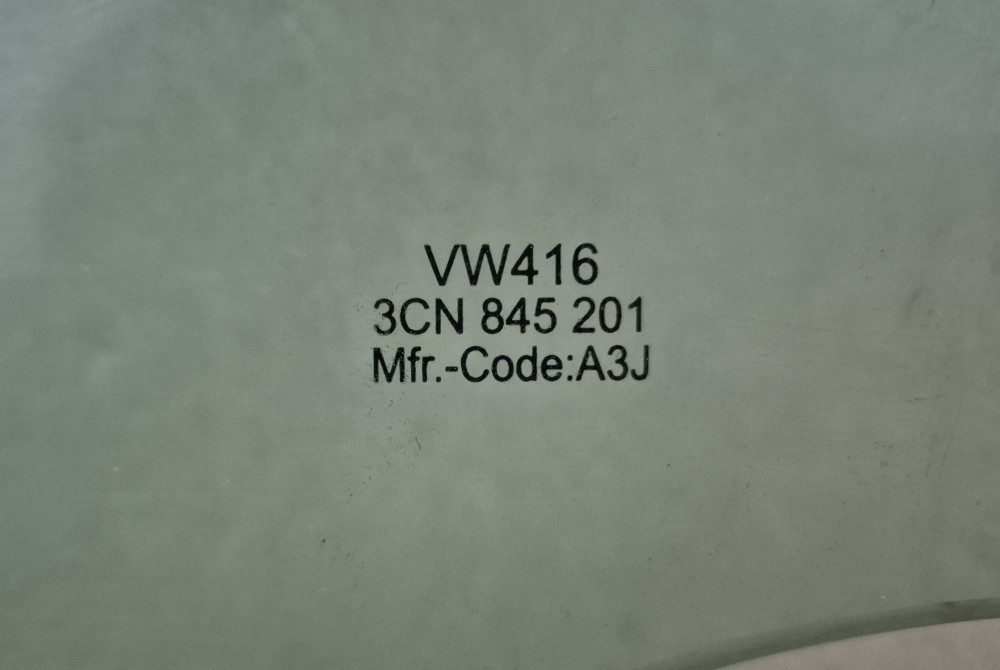 VW416
3CN 845 201
Mfr.-Code:A3J